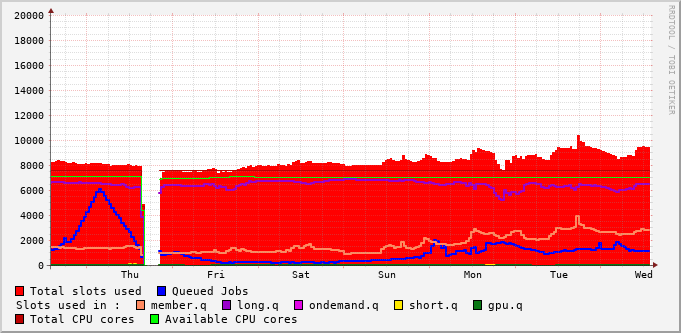 RRDTOOL / TOBI OETIKER
20000
18000
16000
14000
12000
10000
8000
6000
4000
2000
0
Thu Fri Sat Sun Mon Tue Wed
Total slots used Queued Jobs
Slots used in : member.q long.q ondemand.q short.q gpu.q
Total CPU cores Available CPU cores